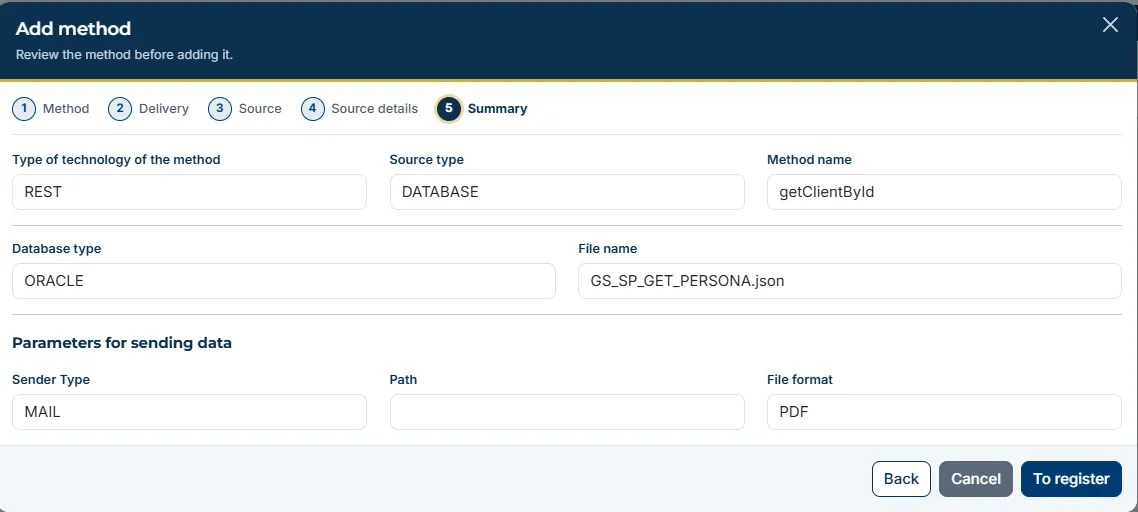 Add method
Review the method before adding it.
1 Method 2 Delivery 3 Source 4 Source details 5 Summary
Type of technology of the method Source type Method name
REST DATABASE getClientById
Database type File name
ORACLE GS_SP_GET_PERSONA.json
Parameters for sending data
Sender Type Path File format
MAIL PDF
Back Cancel To register